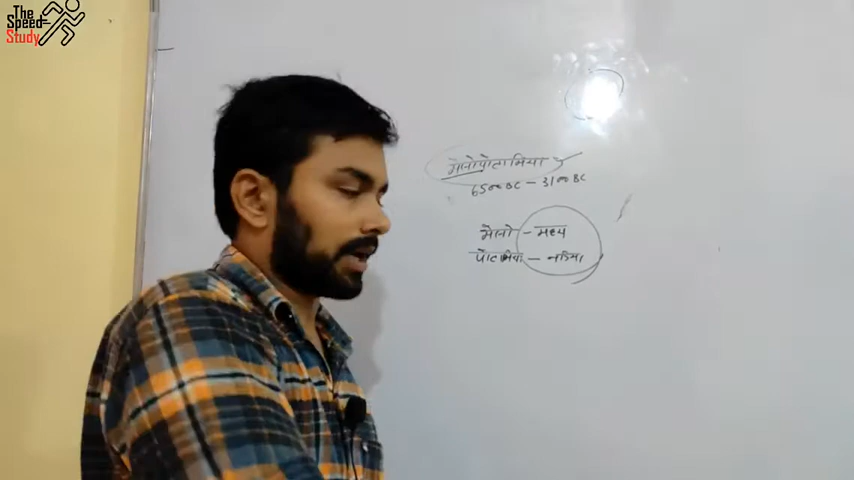 The
Speed
Study
मेसोपोटामिया
6500 BC - 3100 BC
मेसो - मध्य
पोटामिया - नदियां